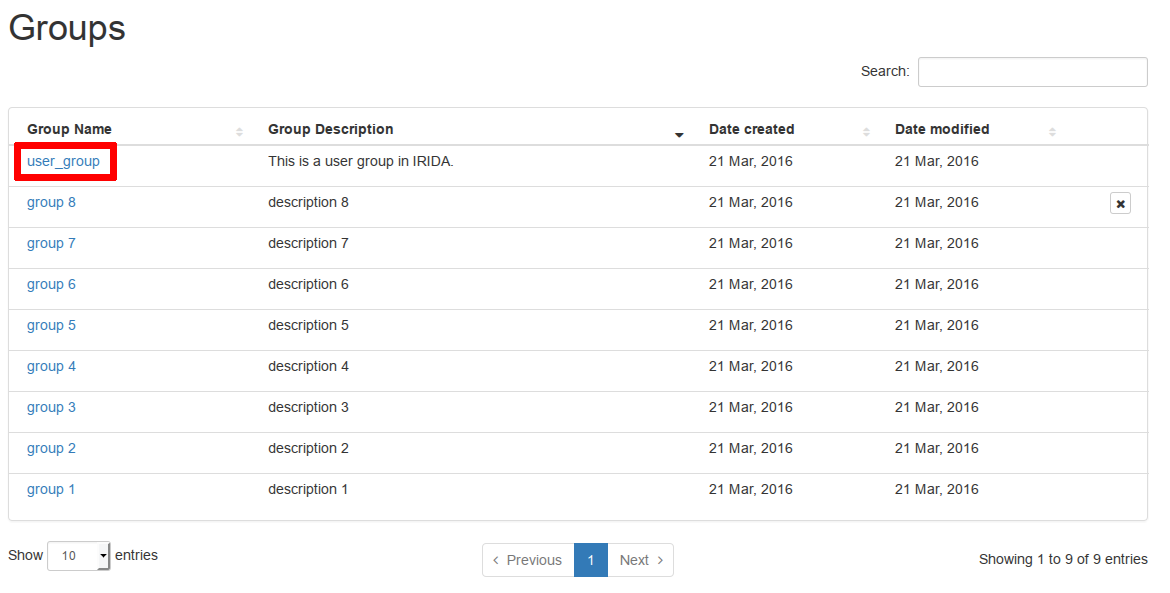 Groups
Search:
Group Name Group Description Date created Date modified
user_group This is a user group in IRIDA. 21 Mar, 2016 21 Mar, 2016
group 8 description 8 21 Mar, 2016 21 Mar, 2016
group 7 description 7 21 Mar, 2016 21 Mar, 2016
group 6 description 6 21 Mar, 2016 21 Mar, 2016
group 5 description 5 21 Mar, 2016 21 Mar, 2016
group 4 description 4 21 Mar, 2016 21 Mar, 2016
group 3 description 3 21 Mar, 2016 21 Mar, 2016
group 2 description 2 21 Mar, 2016 21 Mar, 2016
group 1 description 1 21 Mar, 2016 21 Mar, 2016
Show 10 entries Previous 1 Next Showing 1 to 9 of 9 entries